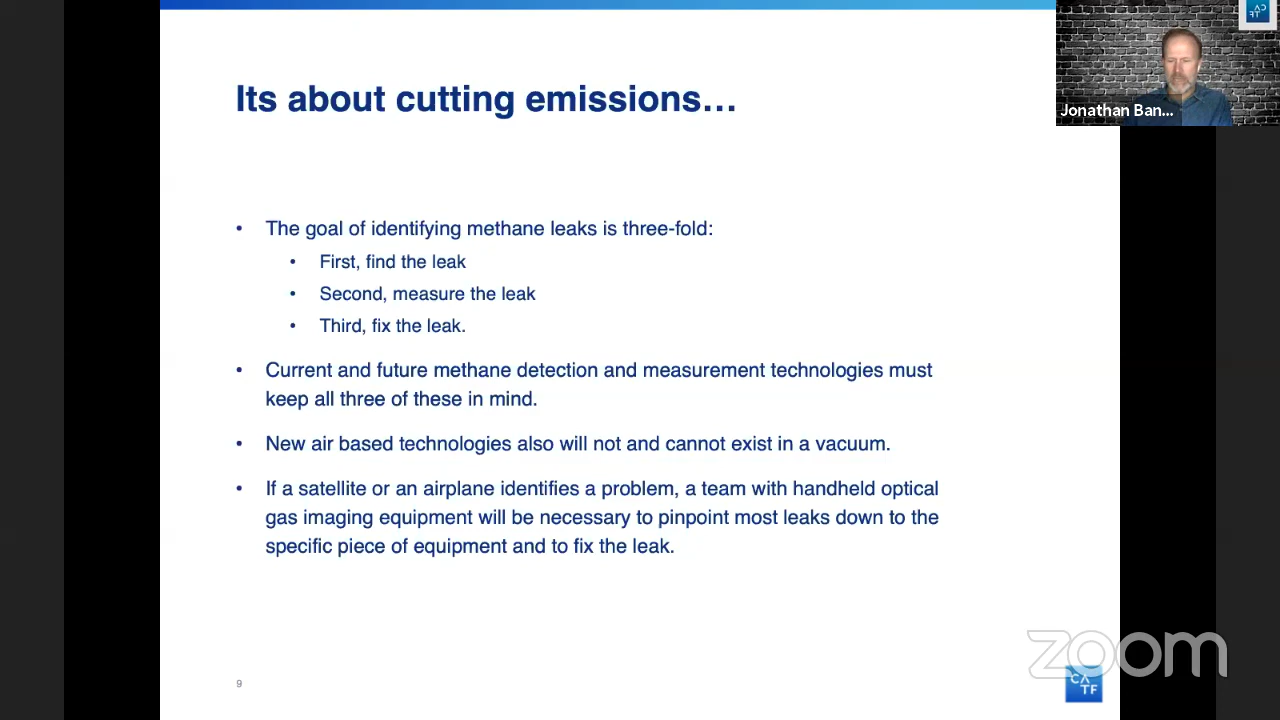 Its about cutting emissions...
• The goal of identifying methane leaks is three-fold:
• First, find the leak
• Second, measure the leak
• Third, fix the leak.
• Current and future methane detection and measurement technologies must
keep all three of these in mind.
• New air based technologies also will not and cannot exist in a vacuum.
• If a satellite or an airplane identifies a problem, a team with handheld optical
gas imaging equipment will be necessary to pinpoint most leaks down to the
specific piece of equipment and to fix the leak.
9
Jonathan Ban...
zoom
CA
TF
CA
TF